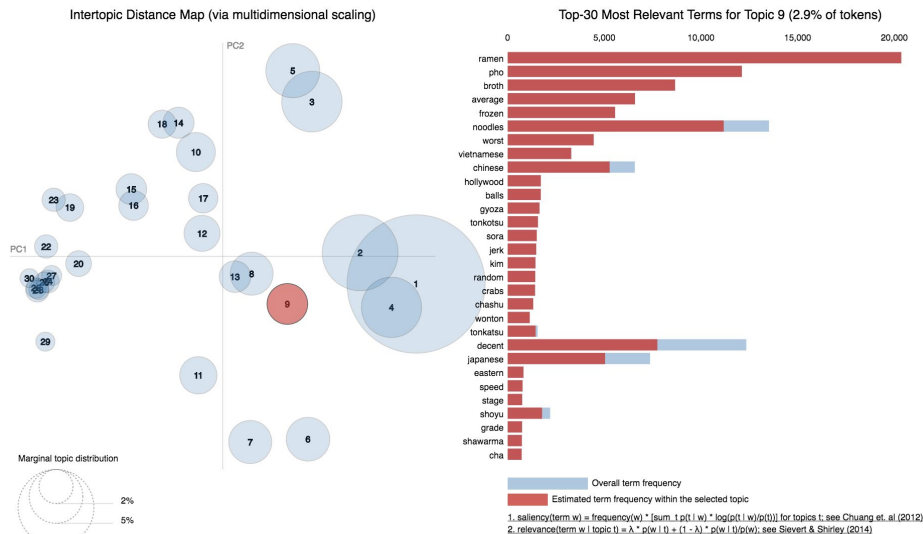 Intertopic Distance Map (via multidimensional scaling)
PC2
PC1
5
3
18
14
10
15
16
17
23
19
12
22
20
2
1
4
13
8
9
30
27
29
11
7
6
Marginal topic distribution
2%
5%
Top-30 Most Relevant Terms for Topic 9 (2.9% of tokens)
0 5,000 10,000 15,000 20,000
ramen
pho
broth
average
frozen
noodles
worst
vietnamese
chinese
hollywood
balls
gyoza
tonkotsu
sora
jerk
kim
random
crabs
chashu
wonton
tonkatsu
decent
japanese
eastern
speed
stage
shoyu
grade
shawarma
cha
Overall term frequency
Estimated term frequency within the selected topic
1. saliency(term w) = frequency(w) * [sum_t p(t | w) * log(p(t | w)/p(t))] for topics t; see Chuang et. al (2012)
2. relevance(term w | topic t) = λ * p(w | t) + (1 - λ) * p(w | t)/p(w); see Sievert & Shirley (2014)